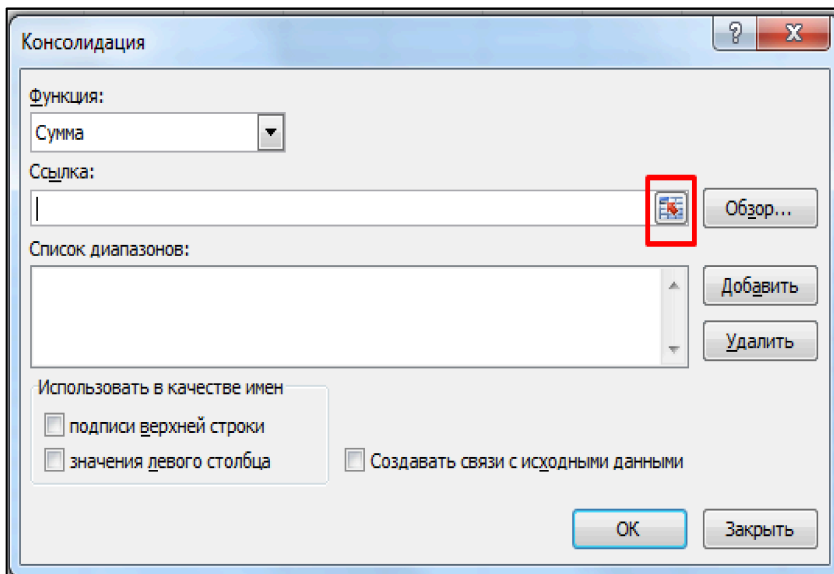 Консолидация
? X
Функция:
Сумма
Ссылка:
Обзор...
Список диапазонов:
Добавить
Удалить
Использовать в качестве имен
подписи верхней строки
значения левого столбца
Создавать связи с исходными данными
ОК
Закрыть